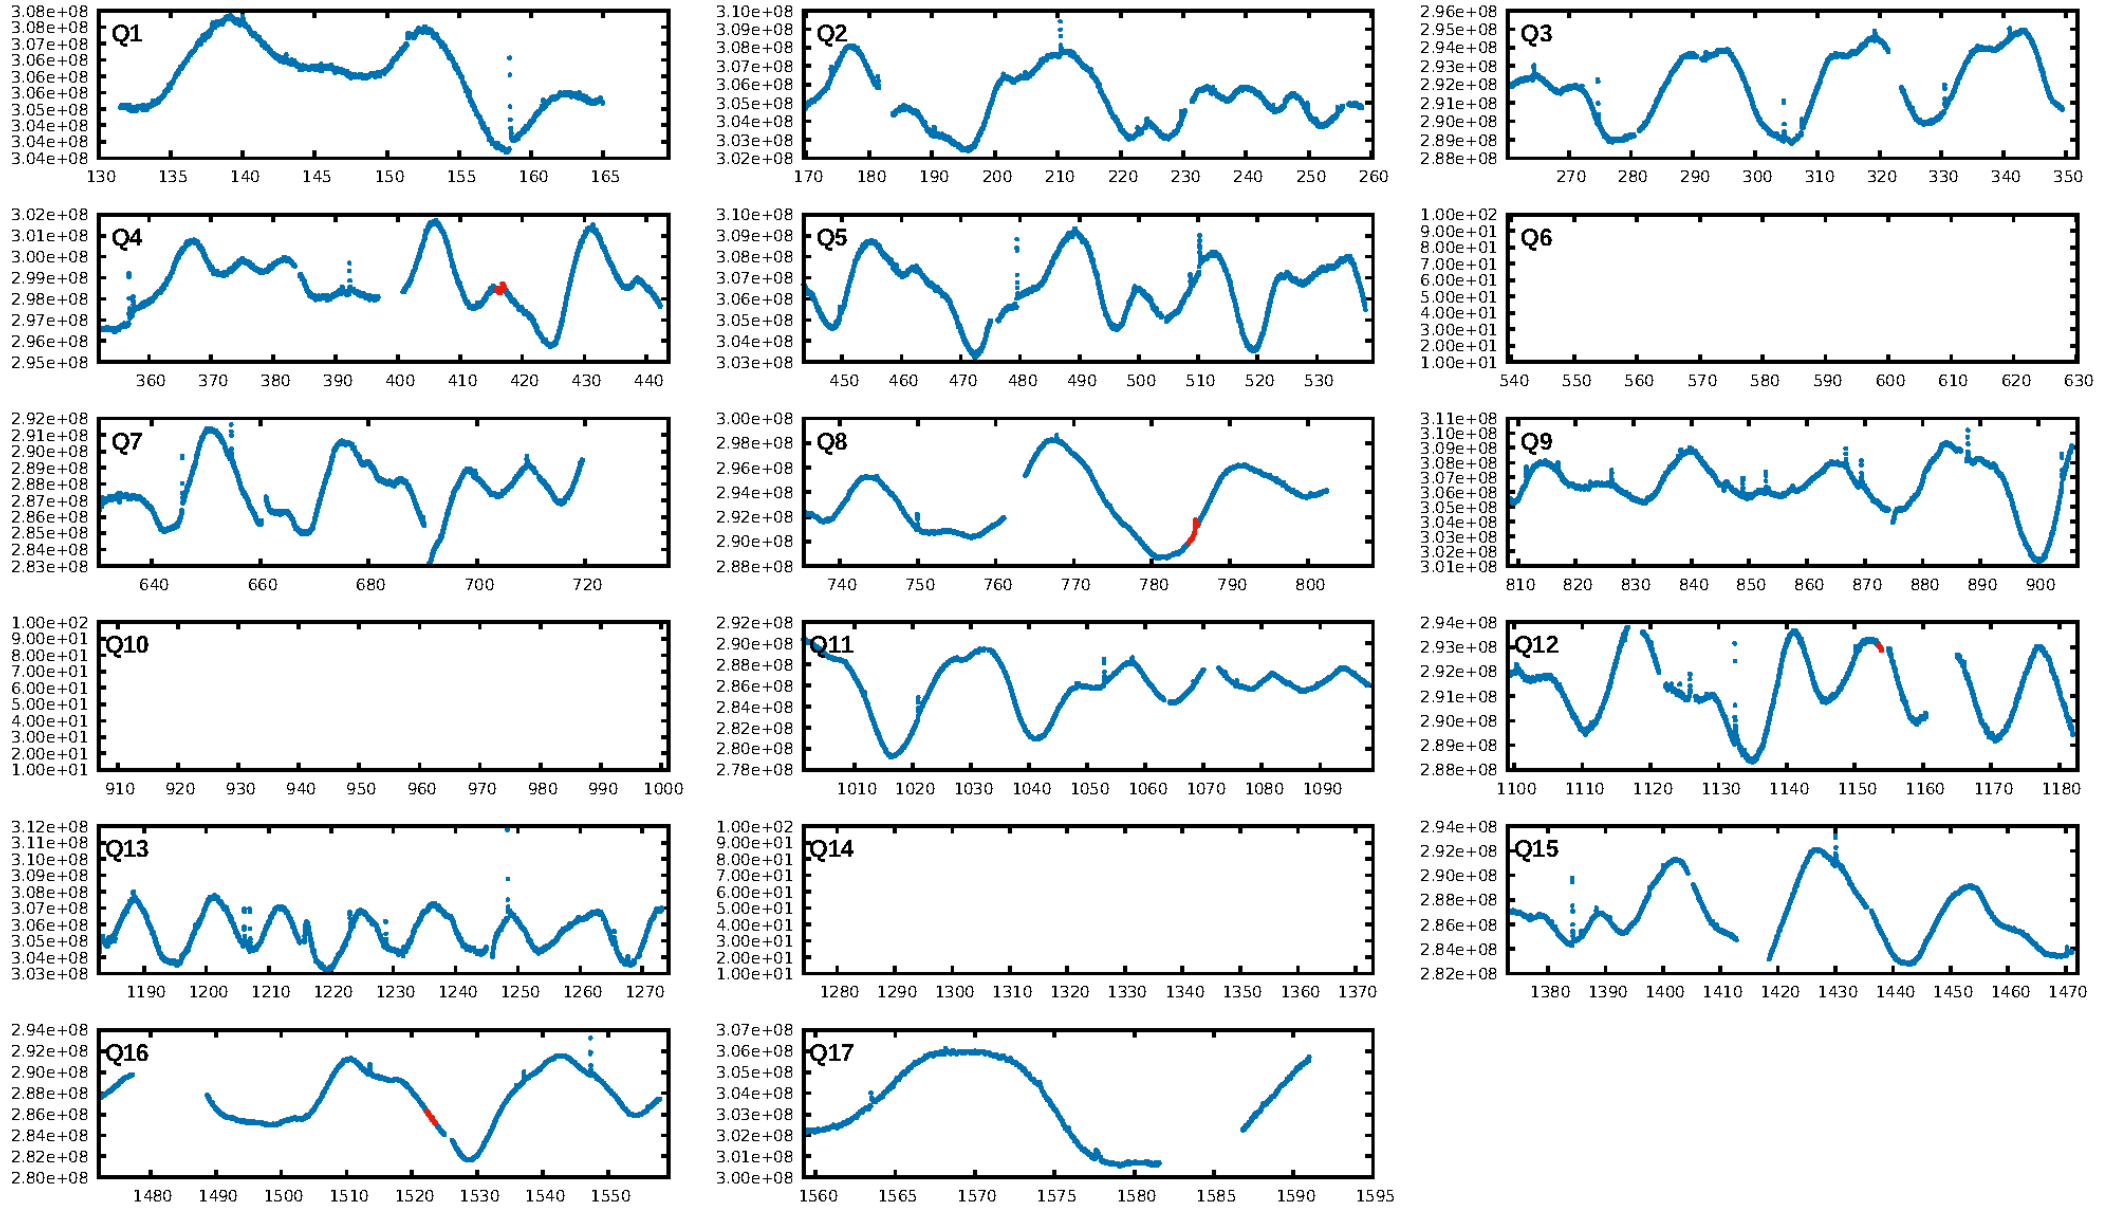 3.08e+08
3.08e+08
3.07e+08
3.06e+08
3.06e+08
3.06e+08
3.05e+08
3.04e+08
3.04e+08
3.04e+08
Q1
130 135 140 145 150 155 160 165
3.10e+08
3.09e+08
3.08e+08
3.07e+08
3.06e+08
3.05e+08
3.04e+08
3.03e+08
3.02e+08
Q2
170 180 190 200 210 220 230 240 250 260
2.96e+08
2.95e+08
2.94e+08
2.93e+08
2.92e+08
2.91e+08
2.90e+08
2.89e+08
2.88e+08
Q3
270 280 290 300 310 320 330 340 350
3.02e+08
3.01e+08
3.00e+08
2.99e+08
2.98e+08
2.97e+08
2.96e+08
2.95e+08
Q4
360 370 380 390 400 410 420 430 440
3.10e+08
3.09e+08
3.08e+08
3.07e+08
3.06e+08
3.05e+08
3.04e+08
3.03e+08
Q5
450 460 470 480 490 500 510 520 530
1.00e+02
9.00e+01
8.00e+01
7.00e+01
6.00e+01
5.00e+01
4.00e+01
3.00e+01
2.00e+01
1.00e+01
Q6
540 550 560 570 580 590 600 610 620 630
2.92e+08
2.91e+08
2.90e+08
2.89e+08
2.88e+08
2.87e+08
2.86e+08
2.85e+08
2.84e+08
2.83e+08
Q7
640 660 680 700 720
3.00e+08
2.98e+08
2.96e+08
2.94e+08
2.92e+08
2.90e+08
2.88e+08
Q8
740 750 760 770 780 790 800
3.11e+08
3.10e+08
3.09e+08
3.08e+08
3.07e+08
3.06e+08
3.05e+08
3.04e+08
3.03e+08
3.02e+08
3.01e+08
Q9
810 820 830 840 850 860 870 880 890 900
1.00e+02
9.00e+01
8.00e+01
7.00e+01
6.00e+01
5.00e+01
4.00e+01
3.00e+01
2.00e+01
1.00e+01
Q10
910 920 930 940 950 960 970 980 990 1000
2.92e+08
2.90e+08
2.88e+08
2.86e+08
2.84e+08
2.82e+08
2.80e+08
2.78e+08
Q11
1010 1020 1030 1040 1050 1060 1070 1080 1090
2.94e+08
2.93e+08
2.92e+08
2.91e+08
2.90e+08
2.89e+08
2.88e+08
Q12
1100 1110 1120 1130 1140 1150 1160 1170 1180
3.12e+08
3.11e+08
3.10e+08
3.09e+08
3.08e+08
3.07e+08
3.06e+08
3.05e+08
3.04e+08
3.03e+08
Q13
1190 1200 1210 1220 1230 1240 1250 1260 1270
1.00e+02
9.00e+01
8.00e+01
7.00e+01
6.00e+01
5.00e+01
4.00e+01
3.00e+01
2.00e+01
1.00e+01
Q14
1280 1290 1300 1310 1320 1330 1340 1350 1360 1370
2.94e+08
2.92e+08
2.90e+08
2.88e+08
2.86e+08
2.84e+08
2.82e+08
Q15
1380 1390 1400 1410 1420 1430 1440 1450 1460 1470
2.94e+08
2.92e+08
2.90e+08
2.88e+08
2.86e+08
2.84e+08
2.82e+08
2.80e+08
Q16
1480 1490 1500 1510 1520 1530 1540 1550
3.07e+08
3.06e+08
3.05e+08
3.04e+08
3.03e+08
3.02e+08
3.01e+08
3.00e+08
Q17
1560 1565 1570 1575 1580 1585 1590 1595